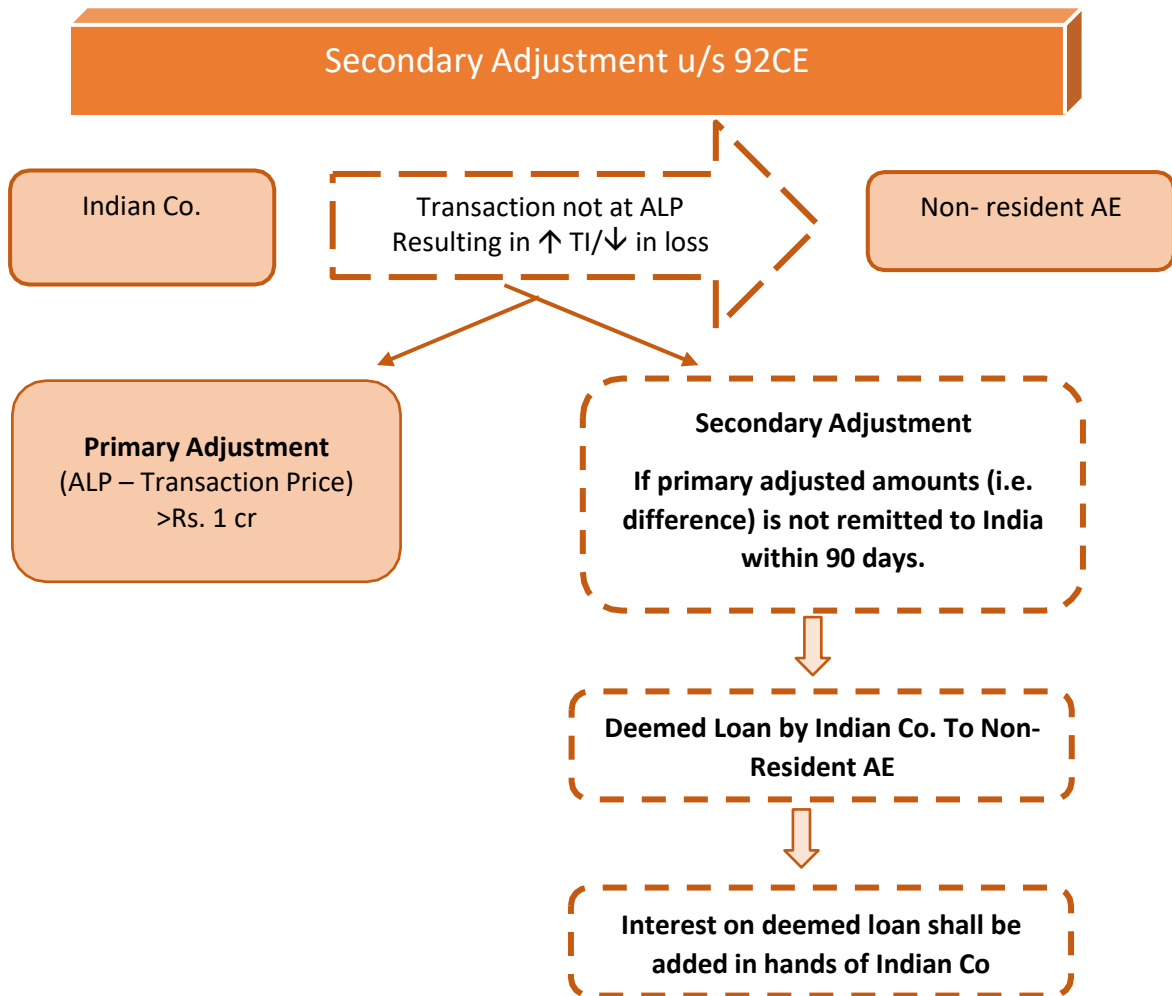 Secondary Adjustment u/s 92CE
Indian Co.
Transaction not at ALP
Resulting in ↑ TI/↓ in loss
Non- resident AE
Primary Adjustment
(ALP – Transaction Price)
>Rs. 1 cr
Secondary Adjustment
If primary adjusted amounts (i.e.
difference) is not remitted to India
within 90 days.
Deemed Loan by Indian Co. To Non-
Resident AE
Interest on deemed loan shall be
added in hands of Indian Co